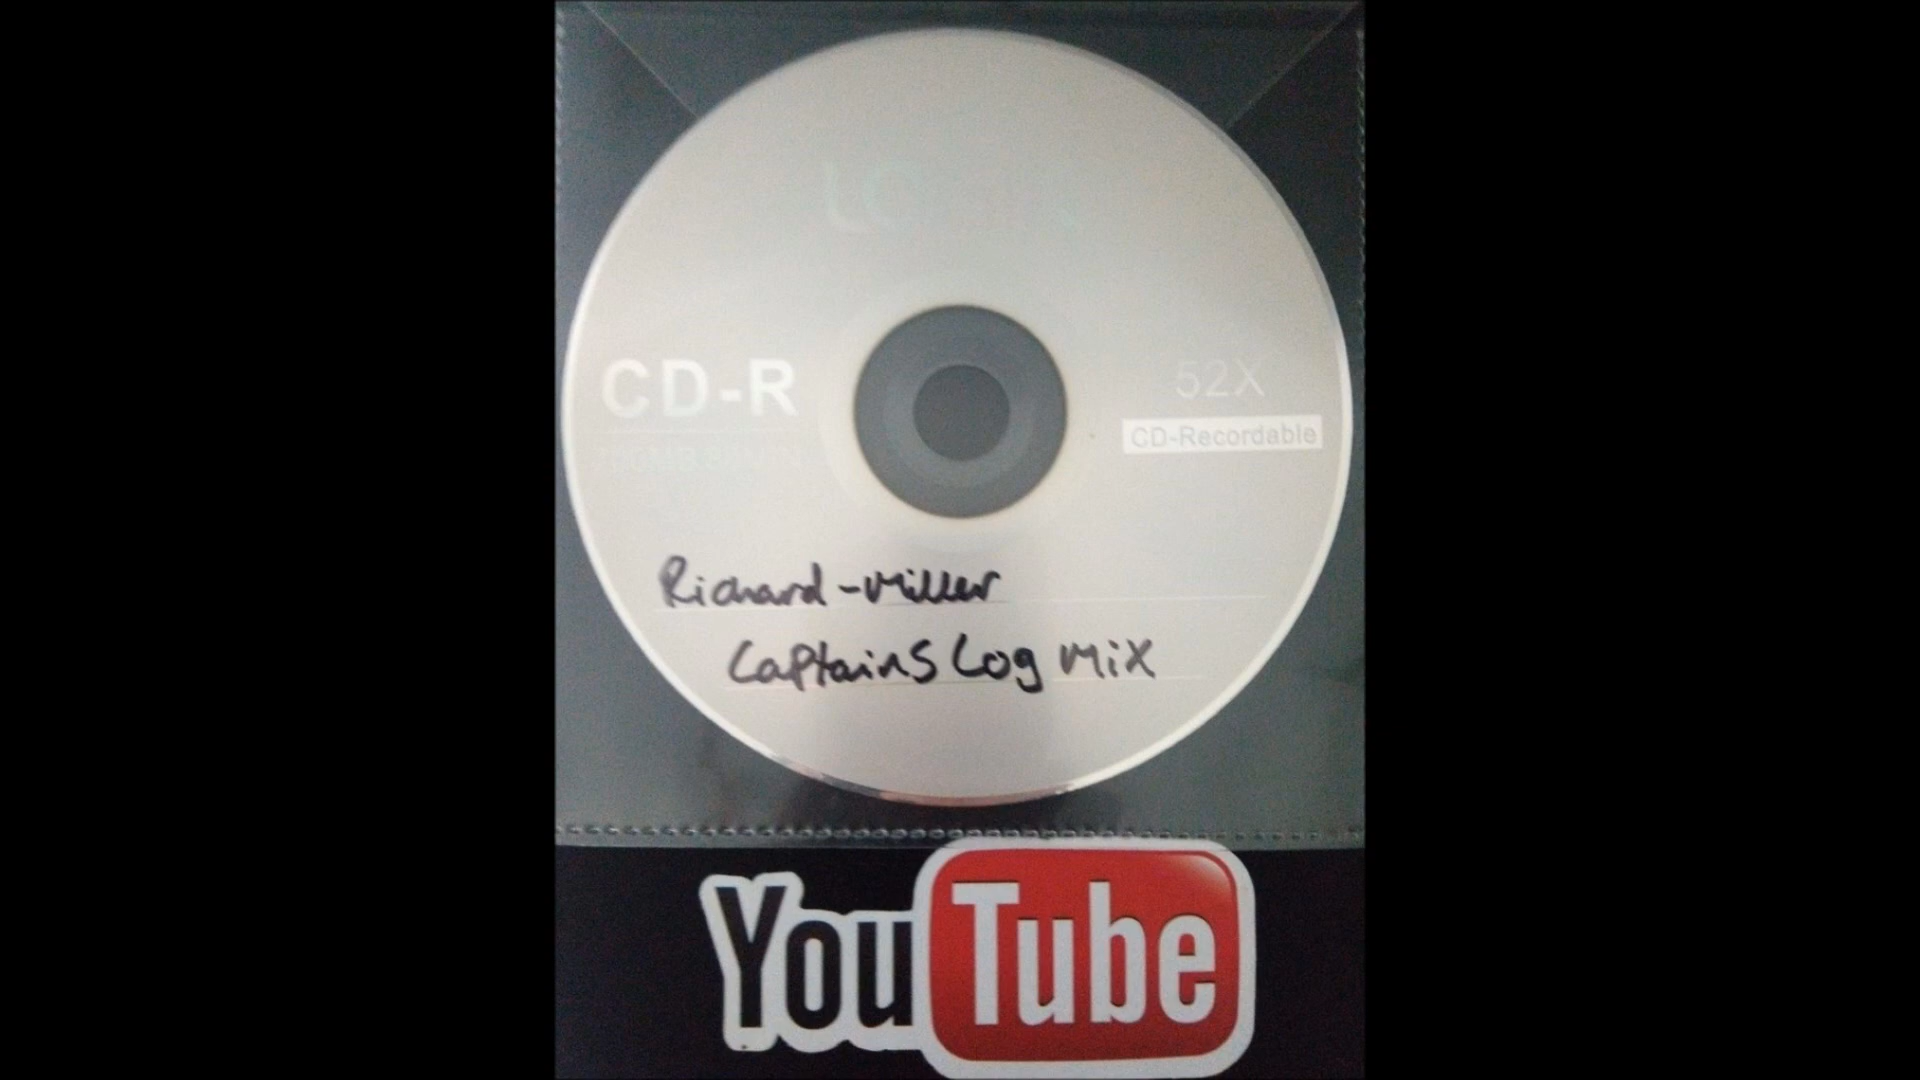 CD-R
52X
CD-Recordable
Richard-Miller
Captains Log Mix
YouTube